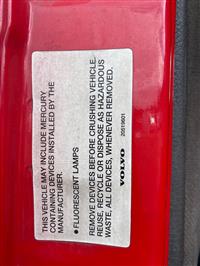 THIS VEHICLE MAY INCLUDE MERCURY
CONTAINING DEVICES INSTALLED BY THE
MANUFACTURER.
• FLUORESCENT LAMPS
REMOVE DEVICES BEFORE CRUSHING VEHICLE.
REUSE, RECYCLE OR DISPOSE AS HAZARDOUS
WASTE, ALL DEVICES, WHENEVER REMOVED.
VOLVO
20519601